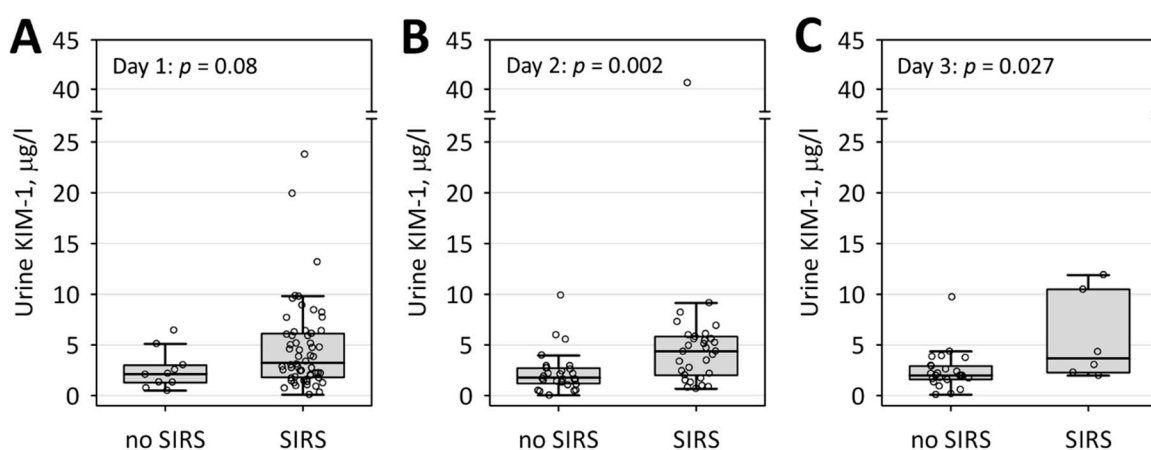 A
Day 1: p = 0.08
Urine KIM-1, µg/l
45
40
25
20
15
10
5
0
no SIRS
SIRS
B
Day 2: p = 0.002
Urine KIM-1, µg/l
45
40
25
20
15
10
5
0
no SIRS
SIRS
C
Day 3: p = 0.027
Urine KIM-1, µg/l
45
40
25
20
15
10
5
0
no SIRS
SIRS